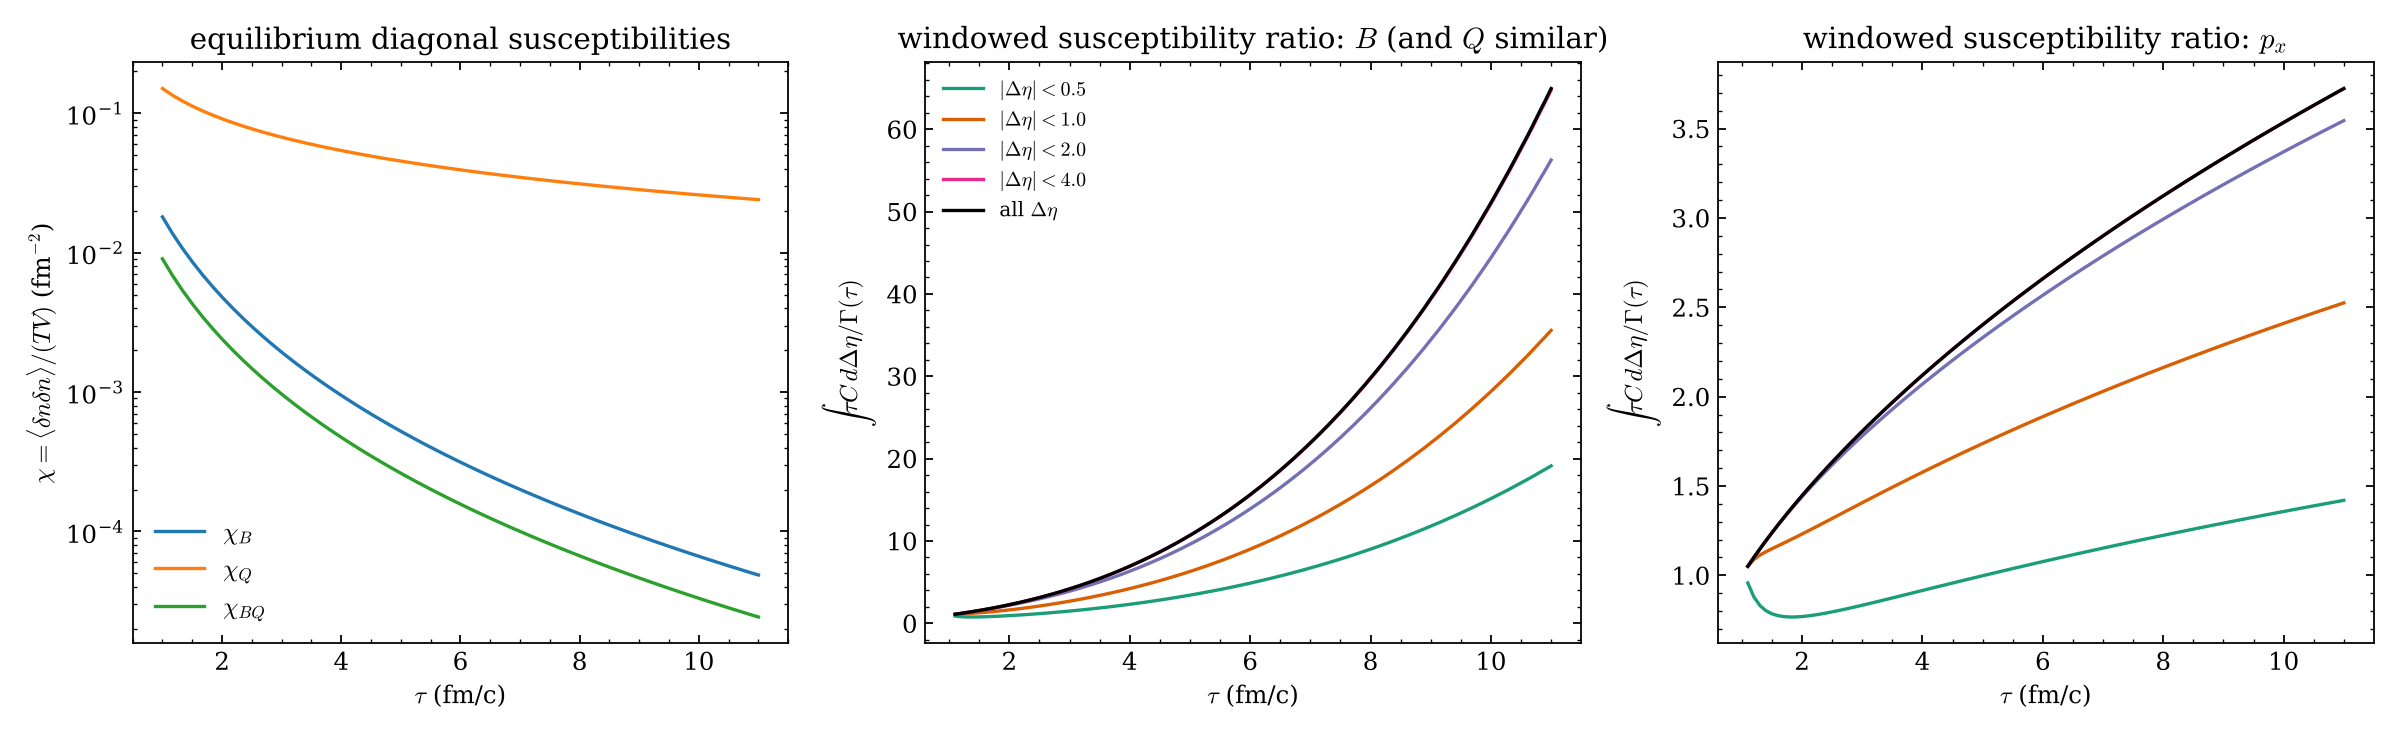 equilibrium diagonal susceptibilities
χ = ⟨δnδn⟩/(TV) (fm⁻²)
10⁻¹
10⁻²
10⁻³
10⁻⁴
χ_B
χ_Q
χ_BQ
2 4 6 8 10
τ (fm/c)
windowed susceptibility ratio: B (and Q similar)
∫τC dΔη/Γ(τ)
60
50
40
30
20
10
0
|Δη| < 0.5
|Δη| < 1.0
|Δη| < 2.0
|Δη| < 4.0
all Δη
2 4 6 8 10
τ (fm/c)
windowed susceptibility ratio: p_x
∫τC dΔη/Γ(τ)
3.5
3.0
2.5
2.0
1.5
1.0
2 4 6 8 10
τ (fm/c)